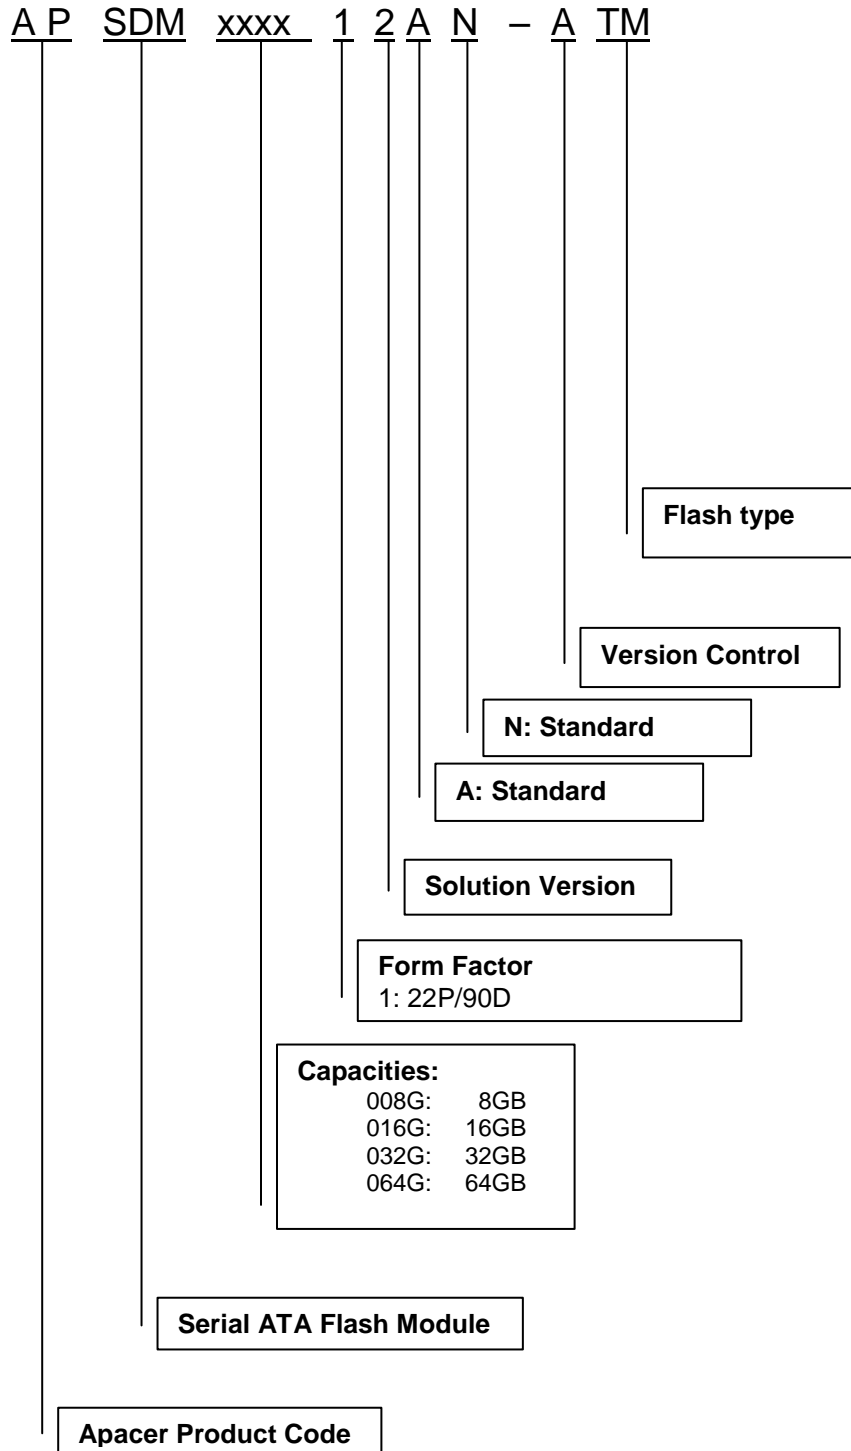 A P SDM xxxx 1 2 A N – A TM
Flash type
Version Control
N: Standard
A: Standard
Solution Version
Form Factor
1: 22P/90D
Capacities:
008G: 8GB
016G: 16GB
032G: 32GB
064G: 64GB
Serial ATA Flash Module
Apacer Product Code